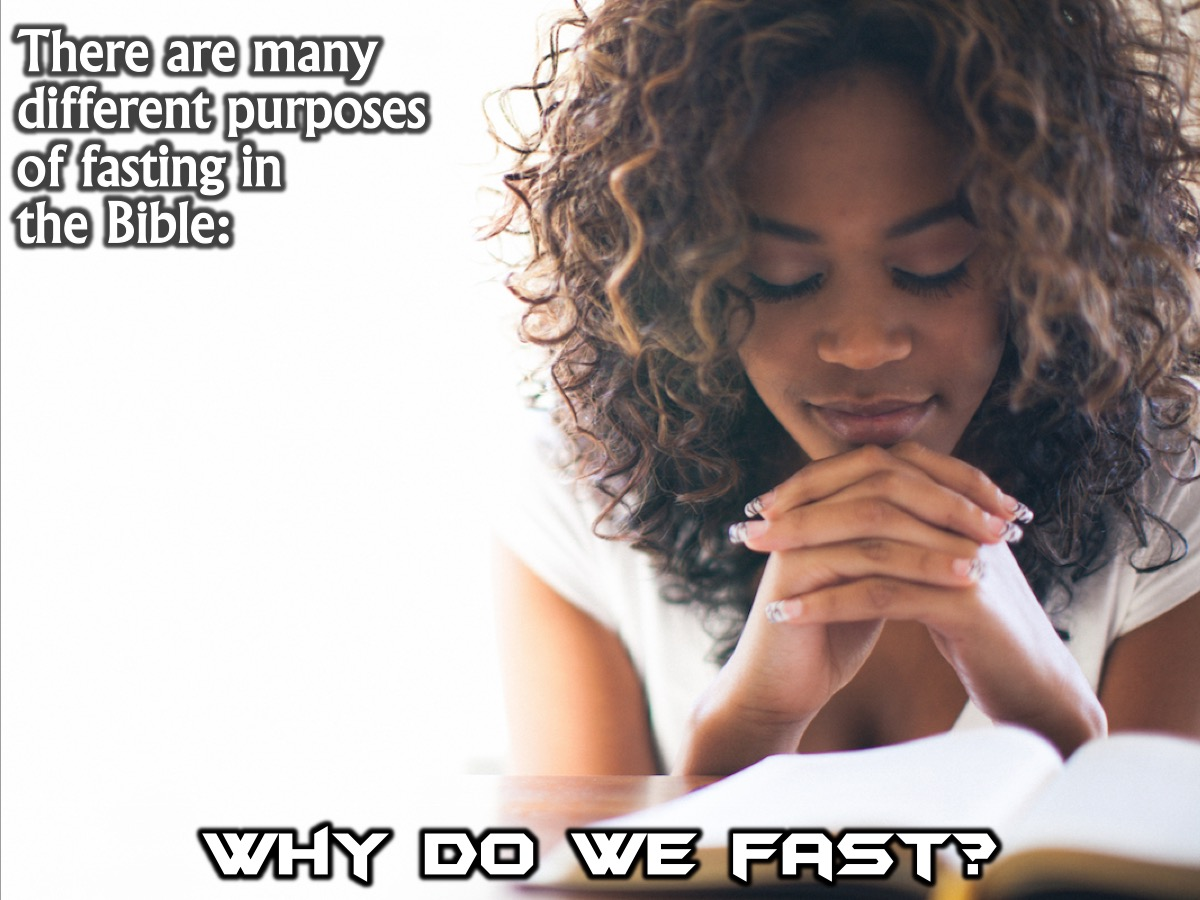 There are many
different purposes
of fasting in
the Bible:
WHY DO WE FAST?